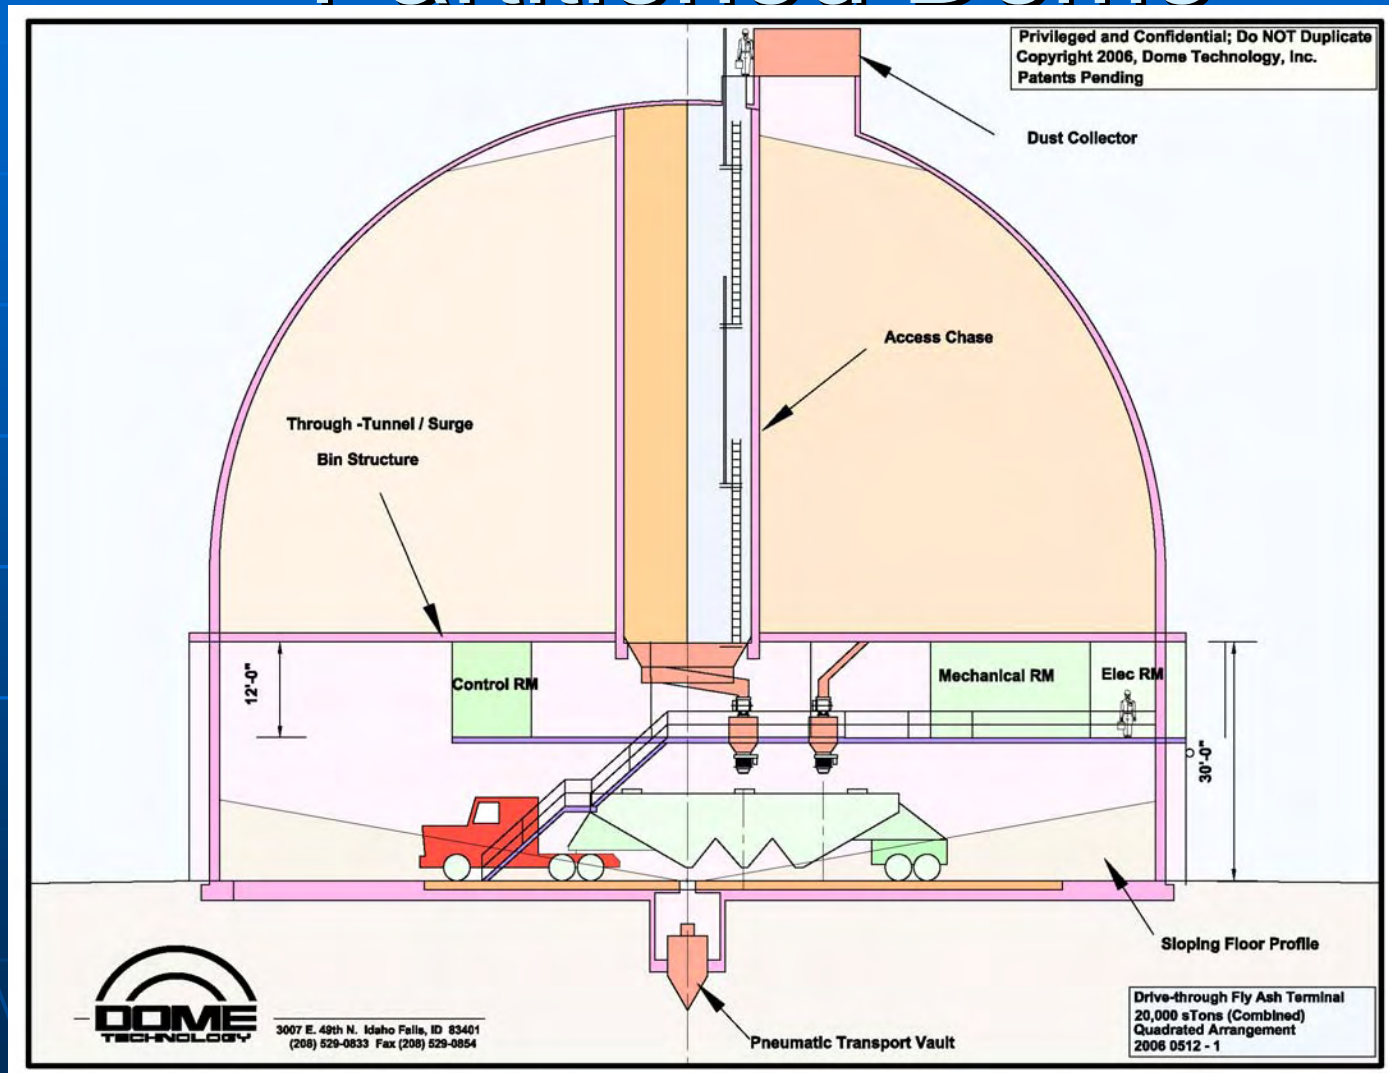 Partitioned Dome
Privileged and Confidential; Do NOT Duplicate
Copyright 2006, Dome Technology, Inc.
Patents Pending
Dust Collector
Access Chase
Through -Tunnel / Surge
Bin Structure
12'-0"
Control RM
Mechanical RM
Elec RM
30'-0"
Sloping Floor Profile
Pneumatic Transport Vault
DOME
TECHNOLOGY
3007 E. 49th N. Idaho Falls, ID 83401
(208) 529-0833 Fax (208) 529-0854
Drive-through Fly Ash Terminal
20,000 sTons (Combined)
Quadrated Arrangement
2006 0512 - 1